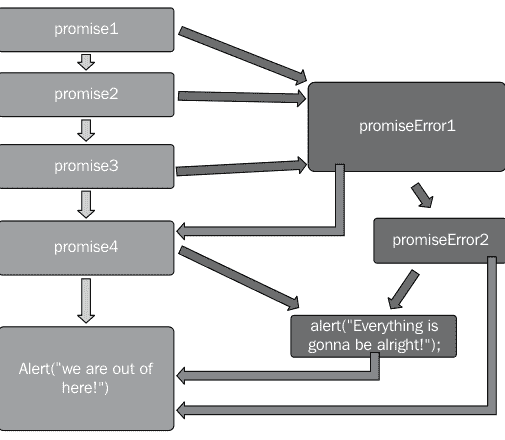 promise1
promise2
promise3
promise4
Alert("we are out of
here!")
promiseError1
promiseError2
alert("Everything is
gonna be alright!");